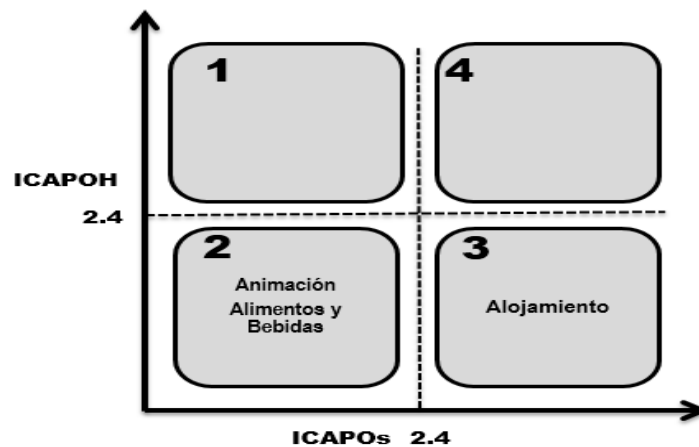 1
4
ICAPOH
2.4
2
3
Animación
Alimentos y
Bebidas
Alojamiento
ICAPOs 2.4